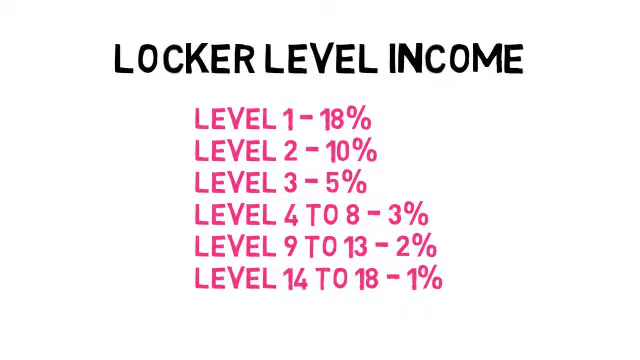 LOCKER LEVEL INCOME
LEVEL 1 - 18%
LEVEL 2 - 10%
LEVEL 3 - 5%
LEVEL 4 TO 8 - 3%
LEVEL 9 TO 13 - 2%
LEVEL 14 TO 18 - 1%